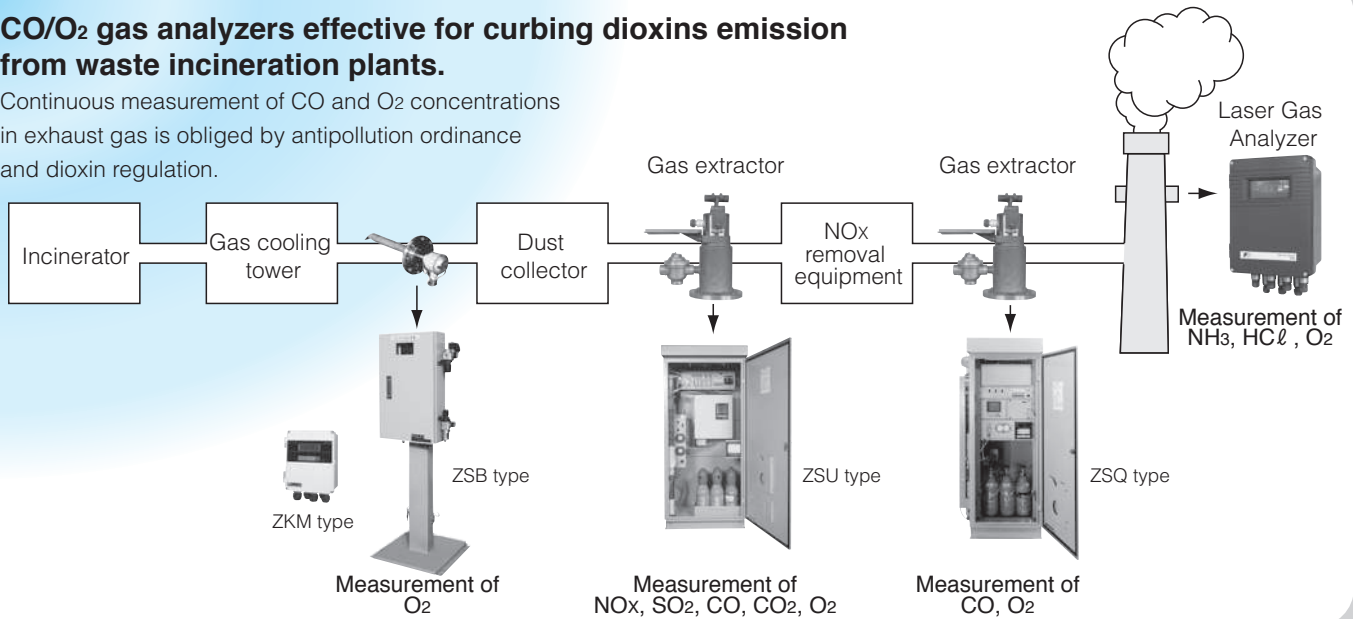 CO/O2 gas analyzers effective for curbing dioxins emission
from waste incineration plants.
Continuous measurement of CO and O2 concentrations
in exhaust gas is obliged by antipollution ordinance
and dioxin regulation.
Laser Gas
Analyzer
Gas extractor
Gas extractor
Incinerator
Gas cooling
tower
Dust
collector
NOx
removal
equipment
Measurement of
NH3, HCℓ , O2
ZKM type
ZSB type
ZSU type
ZSQ type
Measurement of
O2
Measurement of
NOx, SO2, CO, CO2, O2
Measurement of
CO, O2